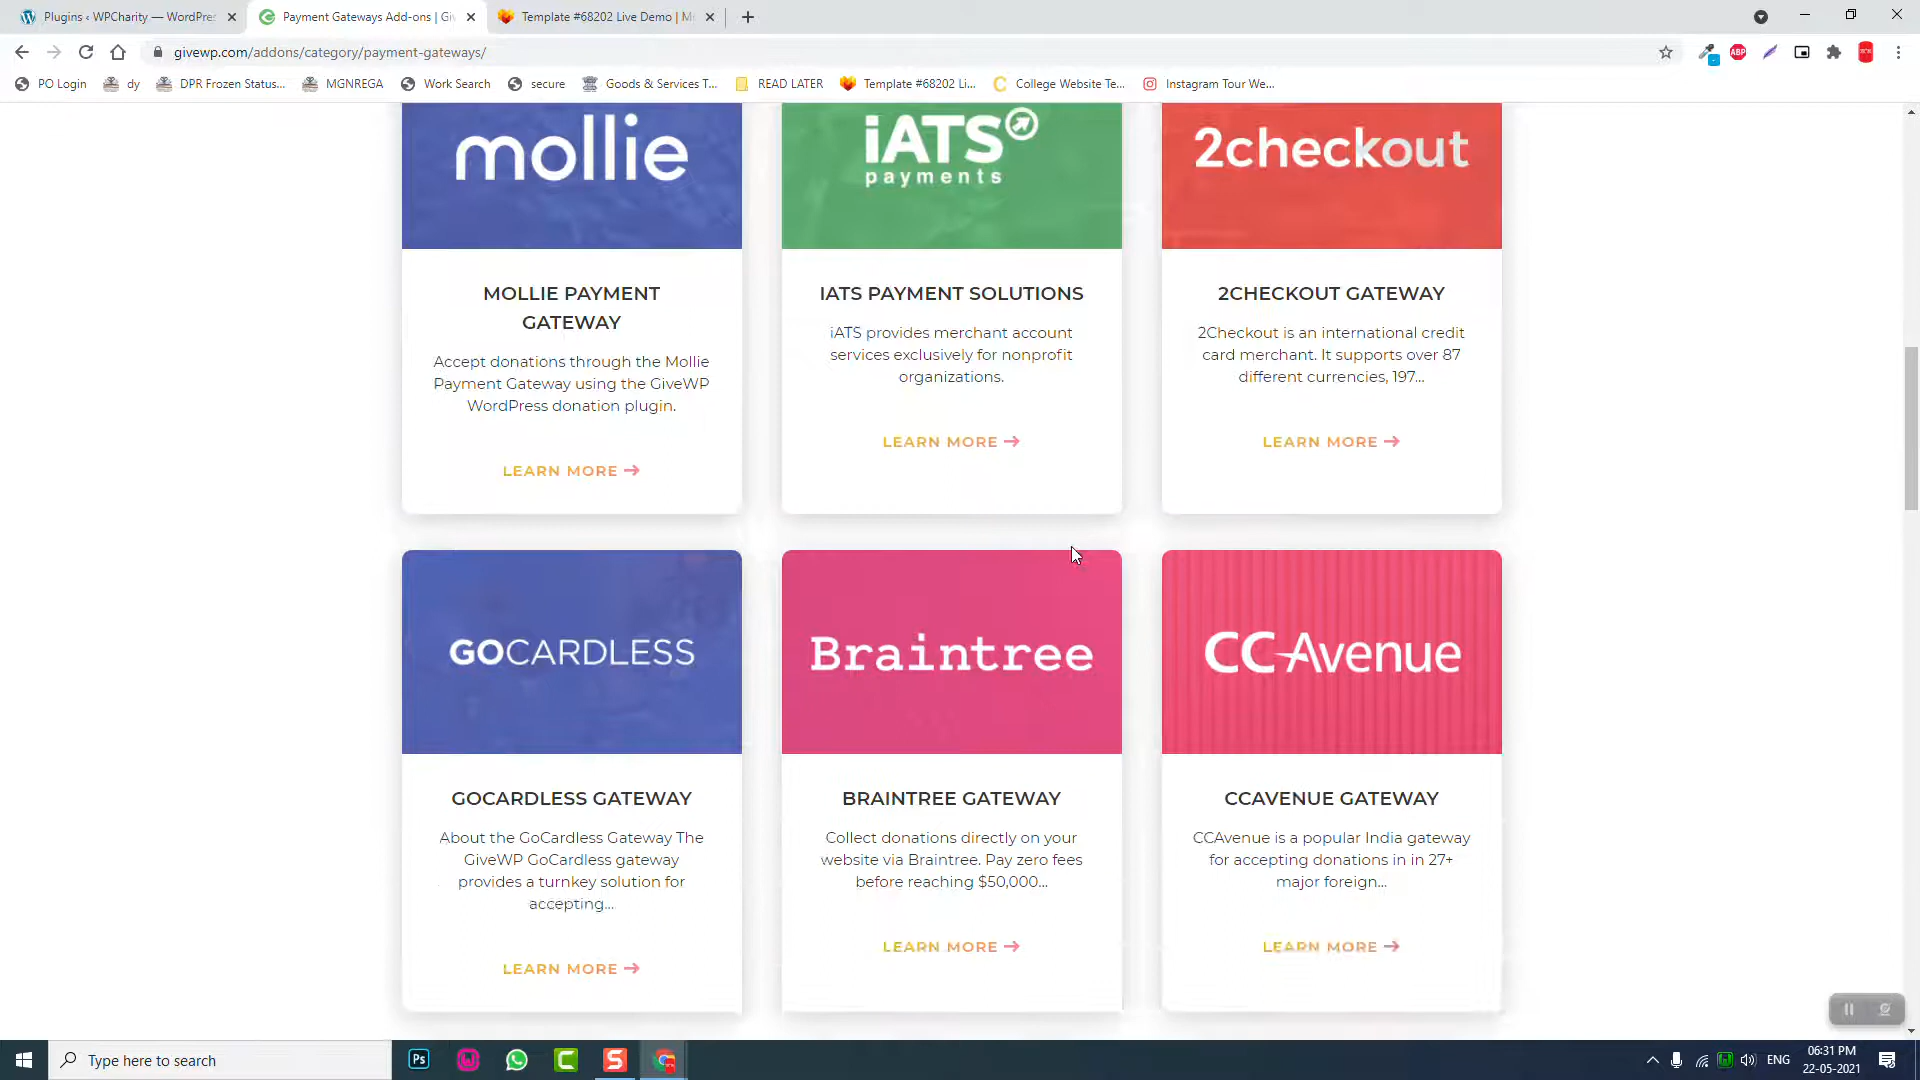 Plugins ‹ WPCharity — WordPres
Payment Gateways Add-ons | Gi
Template #68202 Live Demo | M
givewp.com/addons/category/payment-gateways/
ABP
PO Login
dy
DPR Frozen Status...
MGNREGA
Work Search
secure
Goods & Services T...
READ LATER
Template #68202 Li...
College Website Te...
Instagram Tour We...
mollie
iATS
payments
2checkout
MOLLIE PAYMENT
GATEWAY
Accept donations through the Mollie
Payment Gateway using the GiveWP
WordPress donation plugin.
LEARN MORE →
IATS PAYMENT SOLUTIONS
iATS provides merchant account
services exclusively for nonprofit
organizations.
LEARN MORE →
2CHECKOUT GATEWAY
2Checkout is an international credit
card merchant. It supports over 87
different currencies, 197...
LEARN MORE →
GOCARDLESS
Braintree
CCAvenue
GOCARDLESS GATEWAY
About the GoCardless Gateway The
GiveWP GoCardless gateway
provides a turnkey solution for
accepting...
LEARN MORE →
BRAINTREE GATEWAY
Collect donations directly on your
website via Braintree. Pay zero fees
before reaching $50,000...
LEARN MORE →
CCAVENUE GATEWAY
CCAvenue is a popular India gateway
for accepting donations in in 27+
major foreign...
LEARN MORE →
Type here to search
Ps
ENG
06:31 PM
22-05-2021